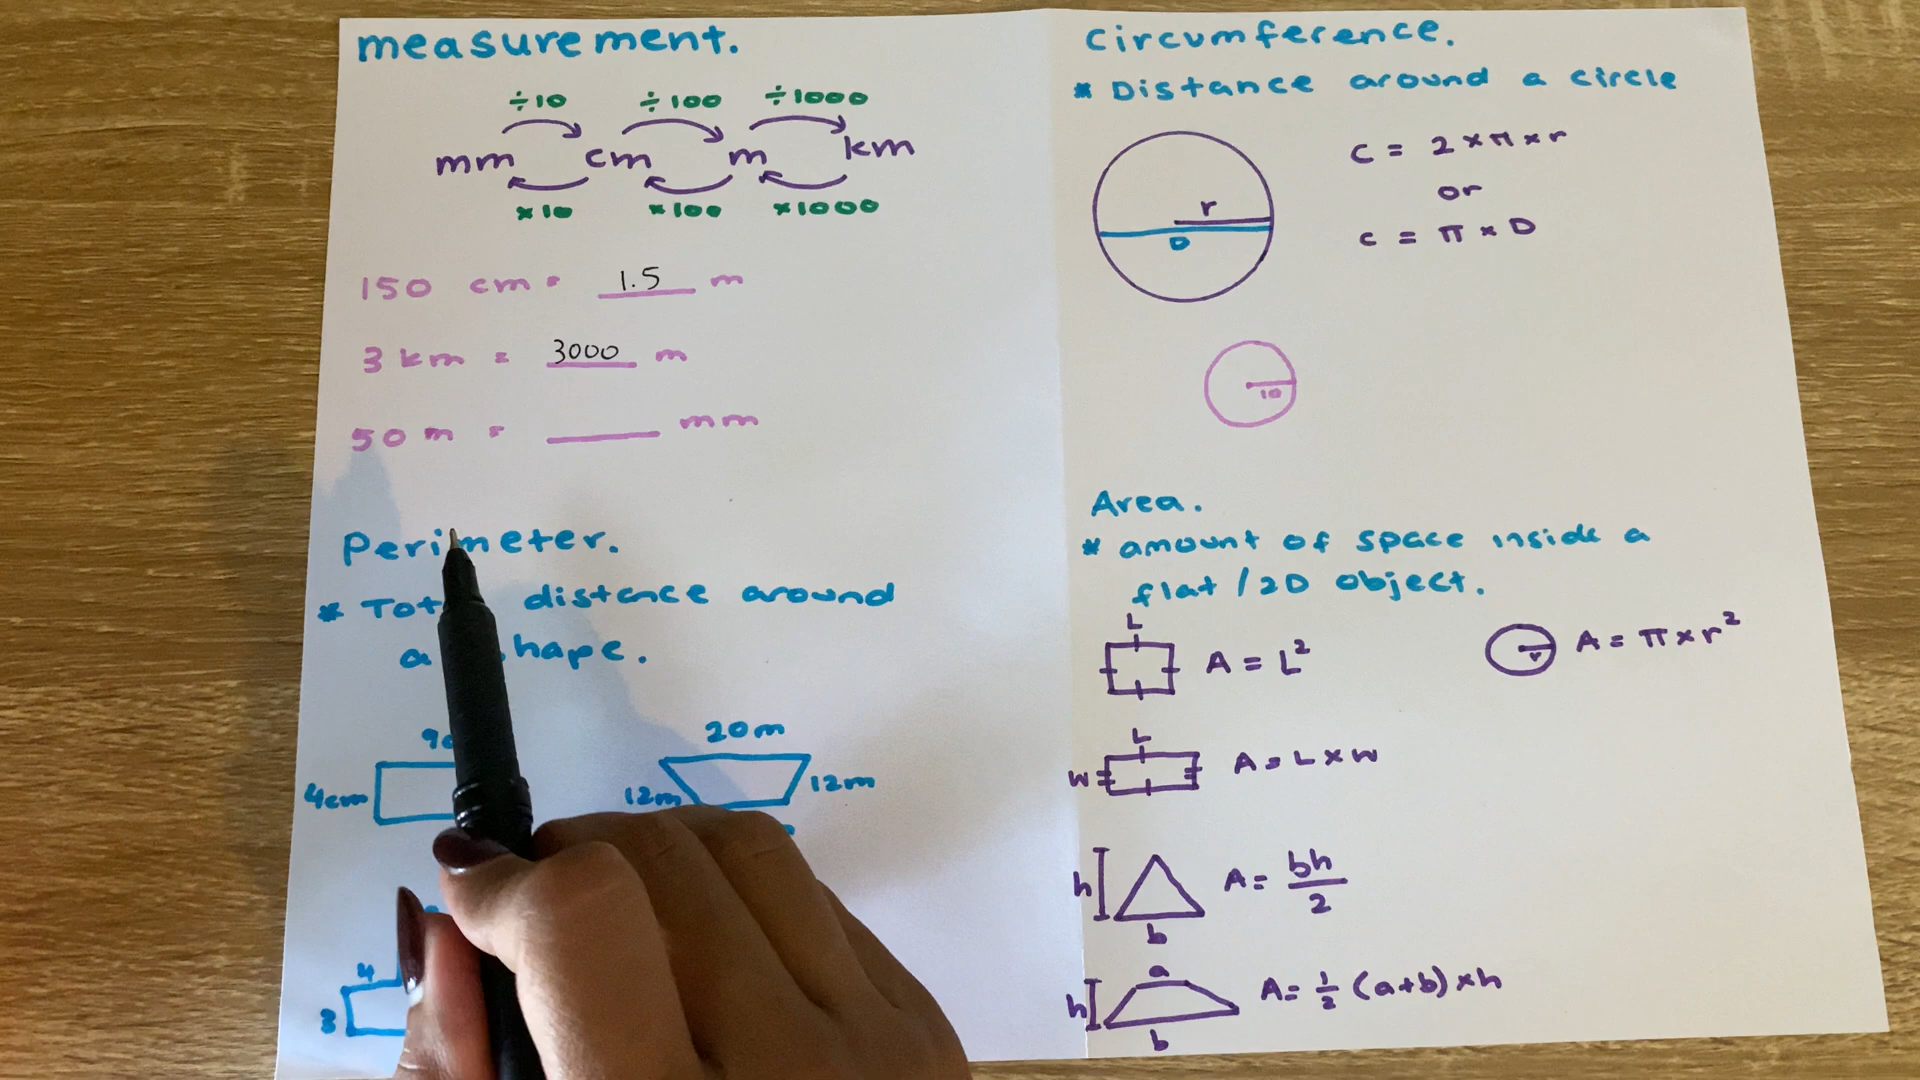 measurement.
÷10 ÷100 ÷1000
mm cm m km
×10 ×100 ×1000
150 cm = 1.5 m
3 km = 3000 m
50 m = ____ mm
Perimeter.
* distance around
a
4cm
20m
12m 12m
4
3
Circumference.
* Distance around a circle
r
D
C = 2 × π × r
or
C = π × D
10
Area.
* amount of space inside a
flat / 2D object.
L
A = L²
r
A = π × r²
L
W
A = L × W
h
b
A = bh/2
a
h
b
A = ½ (a+b) × h